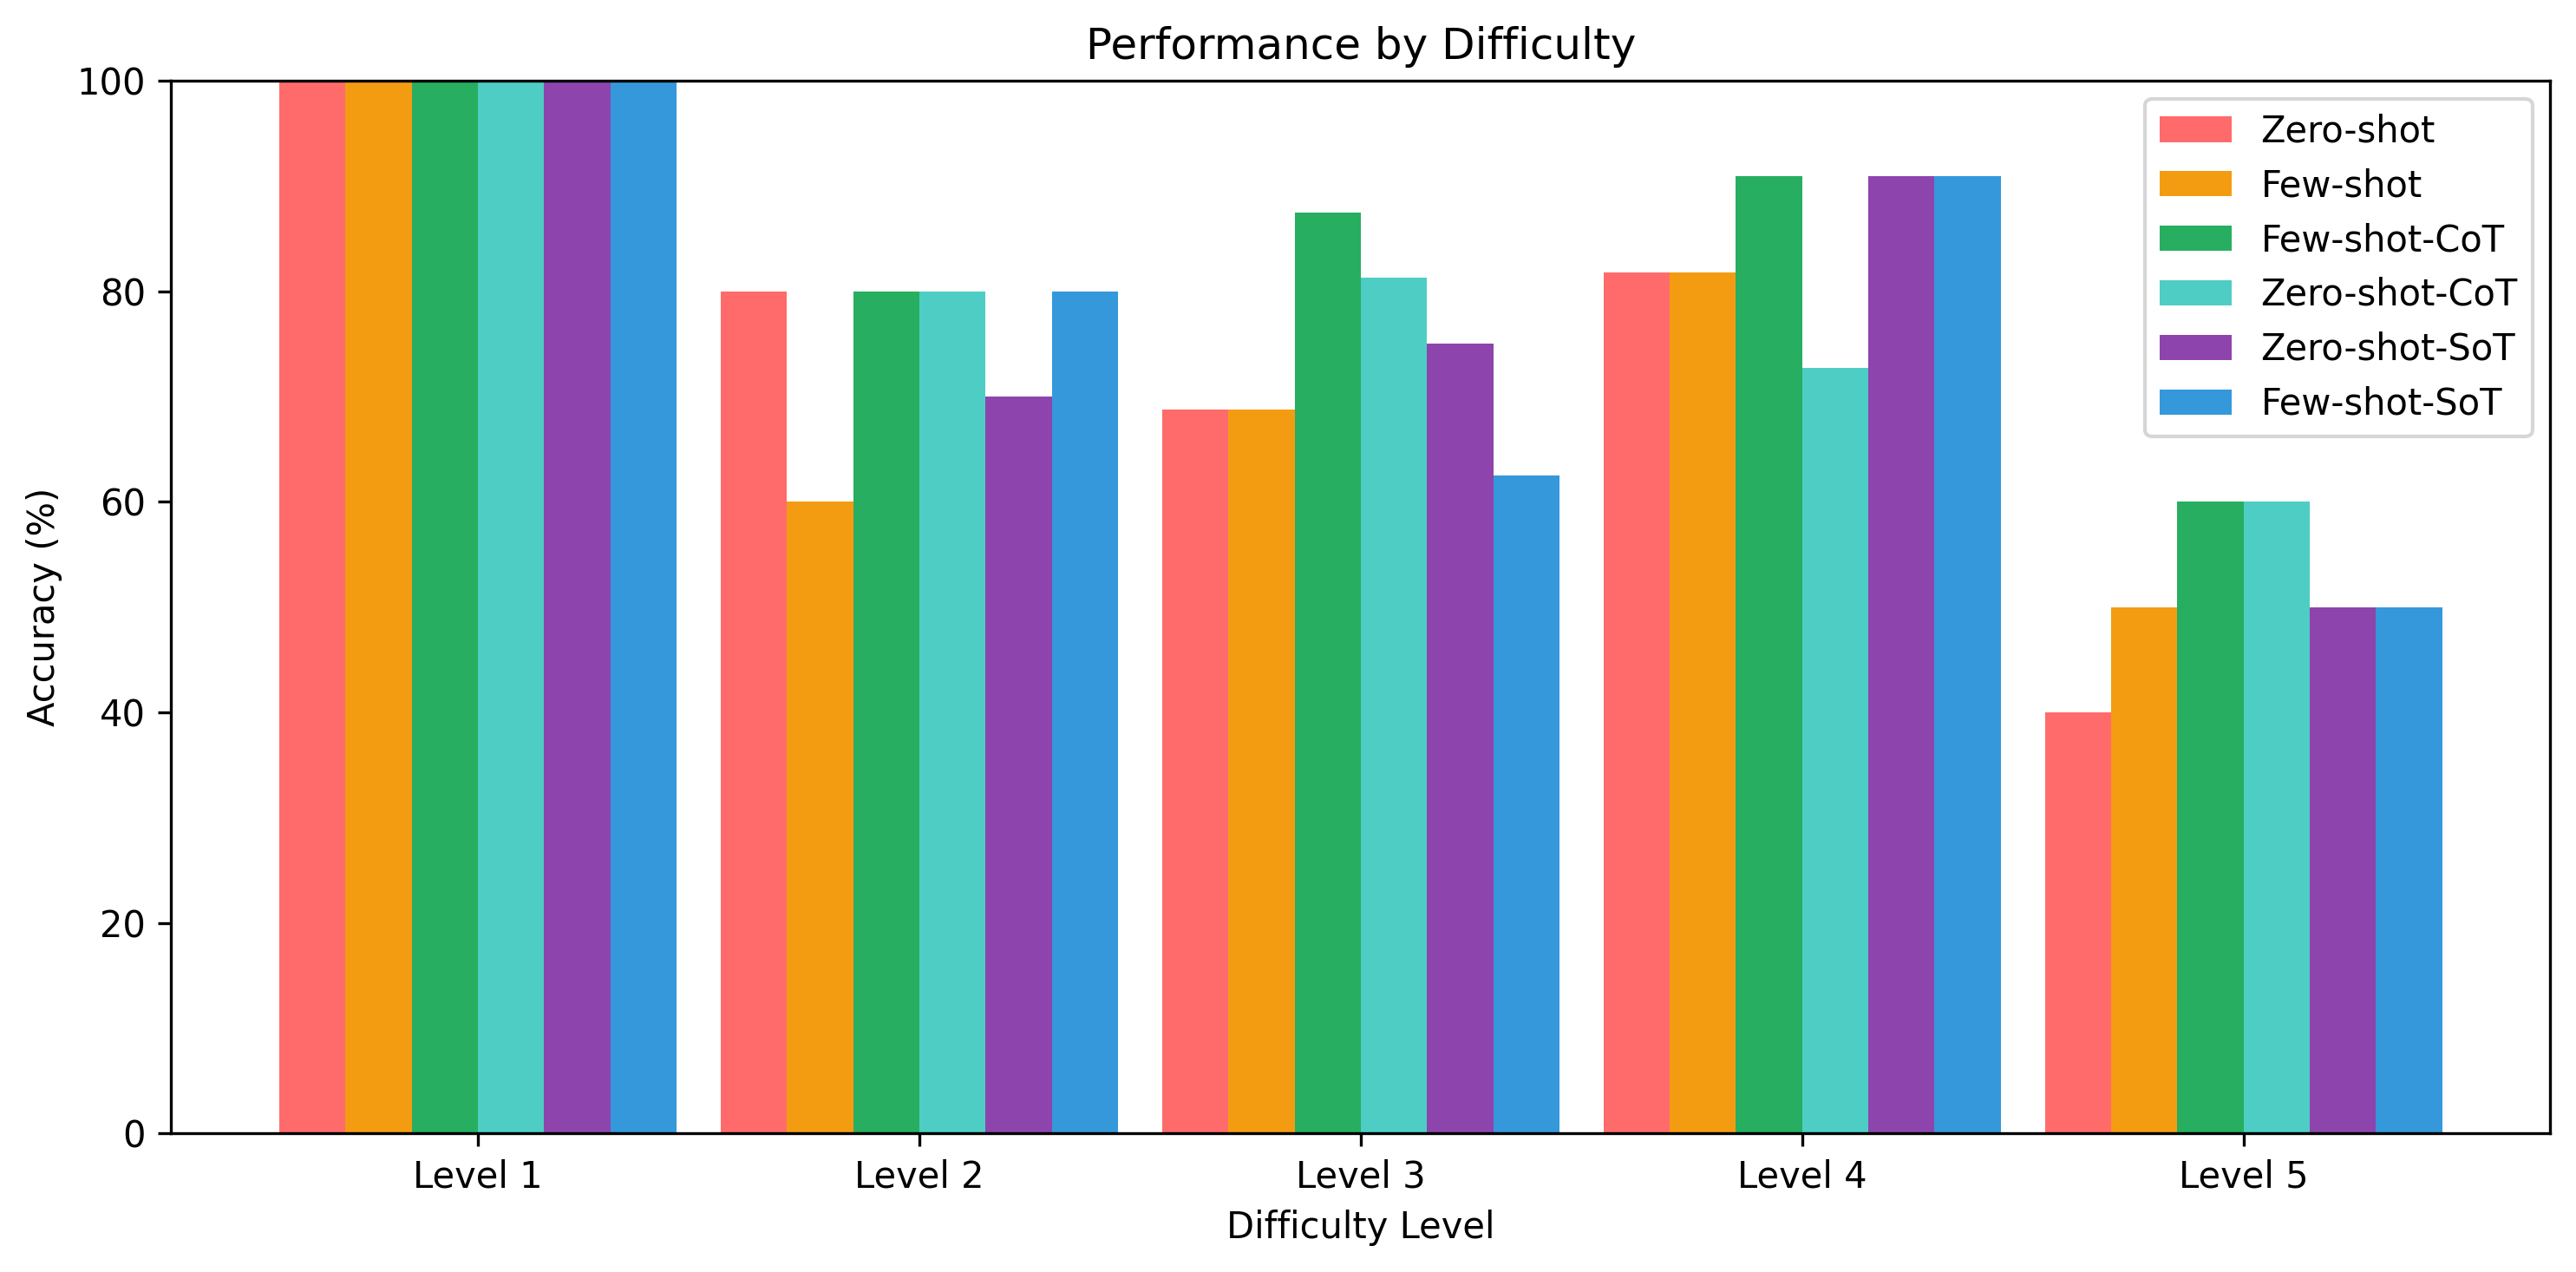 Performance by Difficulty
100
80
60
40
20
0
Accuracy (%)
Zero-shot
Few-shot
Few-shot-CoT
Zero-shot-CoT
Zero-shot-SoT
Few-shot-SoT
Level 1
Level 2
Level 3
Level 4
Level 5
Difficulty Level